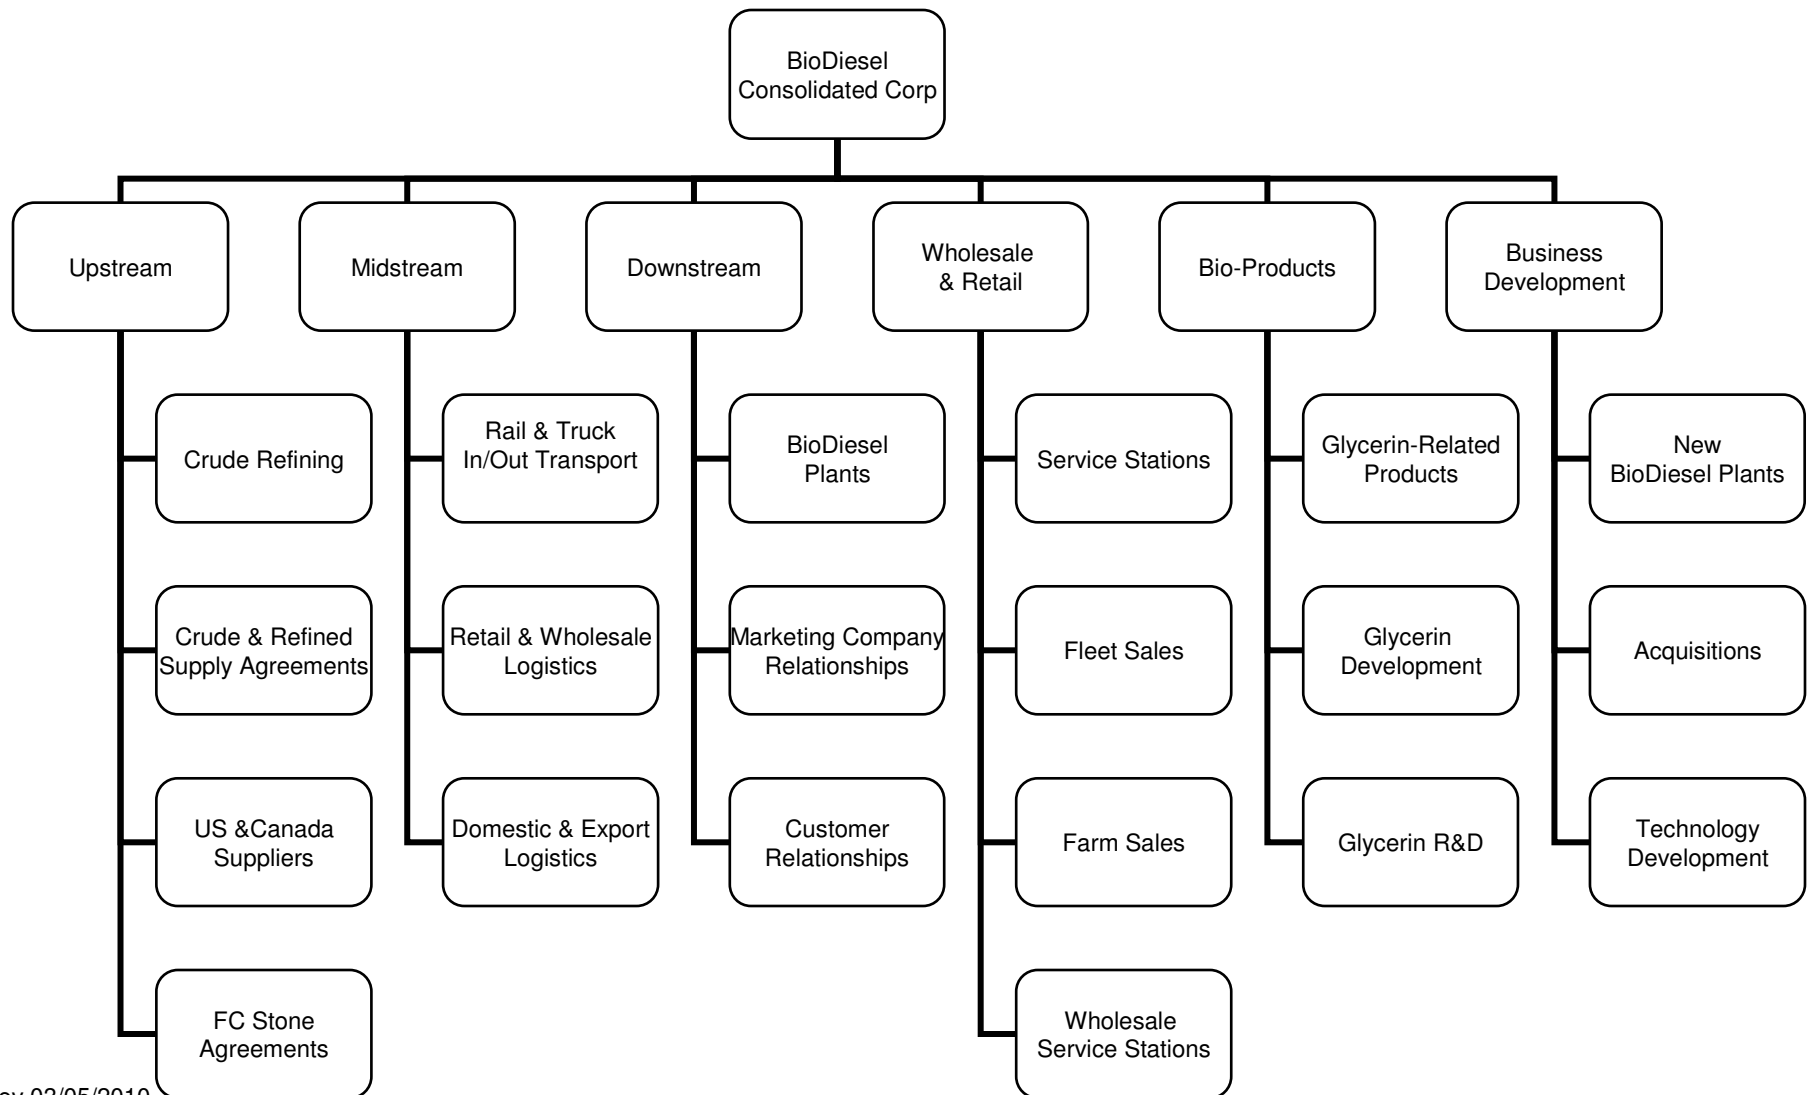 BioDiesel
Consolidated Corp
Upstream
Midstream
Downstream
Wholesale
& Retail
Bio-Products
Business
Development
Crude Refining
Rail & Truck
In/Out Transport
BioDiesel
Plants
Service Stations
Glycerin-Related
Products
New
BioDiesel Plants
Crude & Refined
Supply Agreements
Retail & Wholesale
Logistics
Marketing Company
Relationships
Fleet Sales
Glycerin
Development
Acquisitions
US &Canada
Suppliers
Domestic & Export
Logistics
Customer
Relationships
Farm Sales
Glycerin R&D
Technology
Development
FC Stone
Agreements
Wholesale
Service Stations